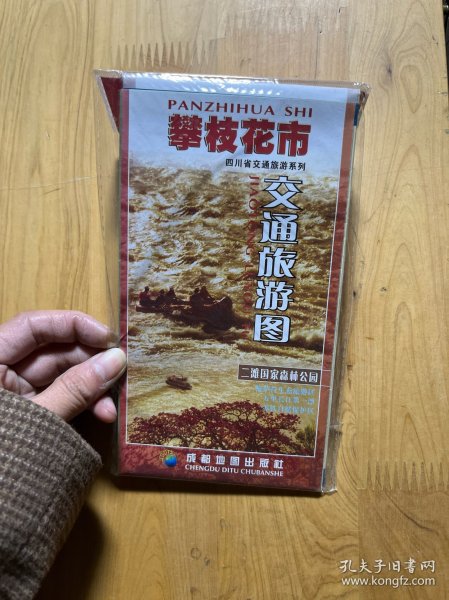 PANZHIHUA SHI
攀枝花市
四川省交通旅游系列
交通旅游图
二滩国家森林公园
成都地图出版社
CHENGDU DITU CHUBANSHE
孔夫子旧书网
www.kongfz.com